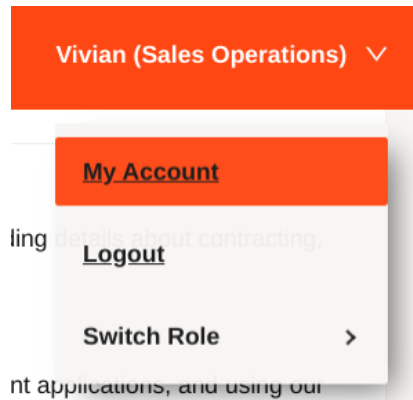 Vivian (Sales Operations)
My Account
ding details about contracting,
Logout
Switch Role
nt applications, and using our